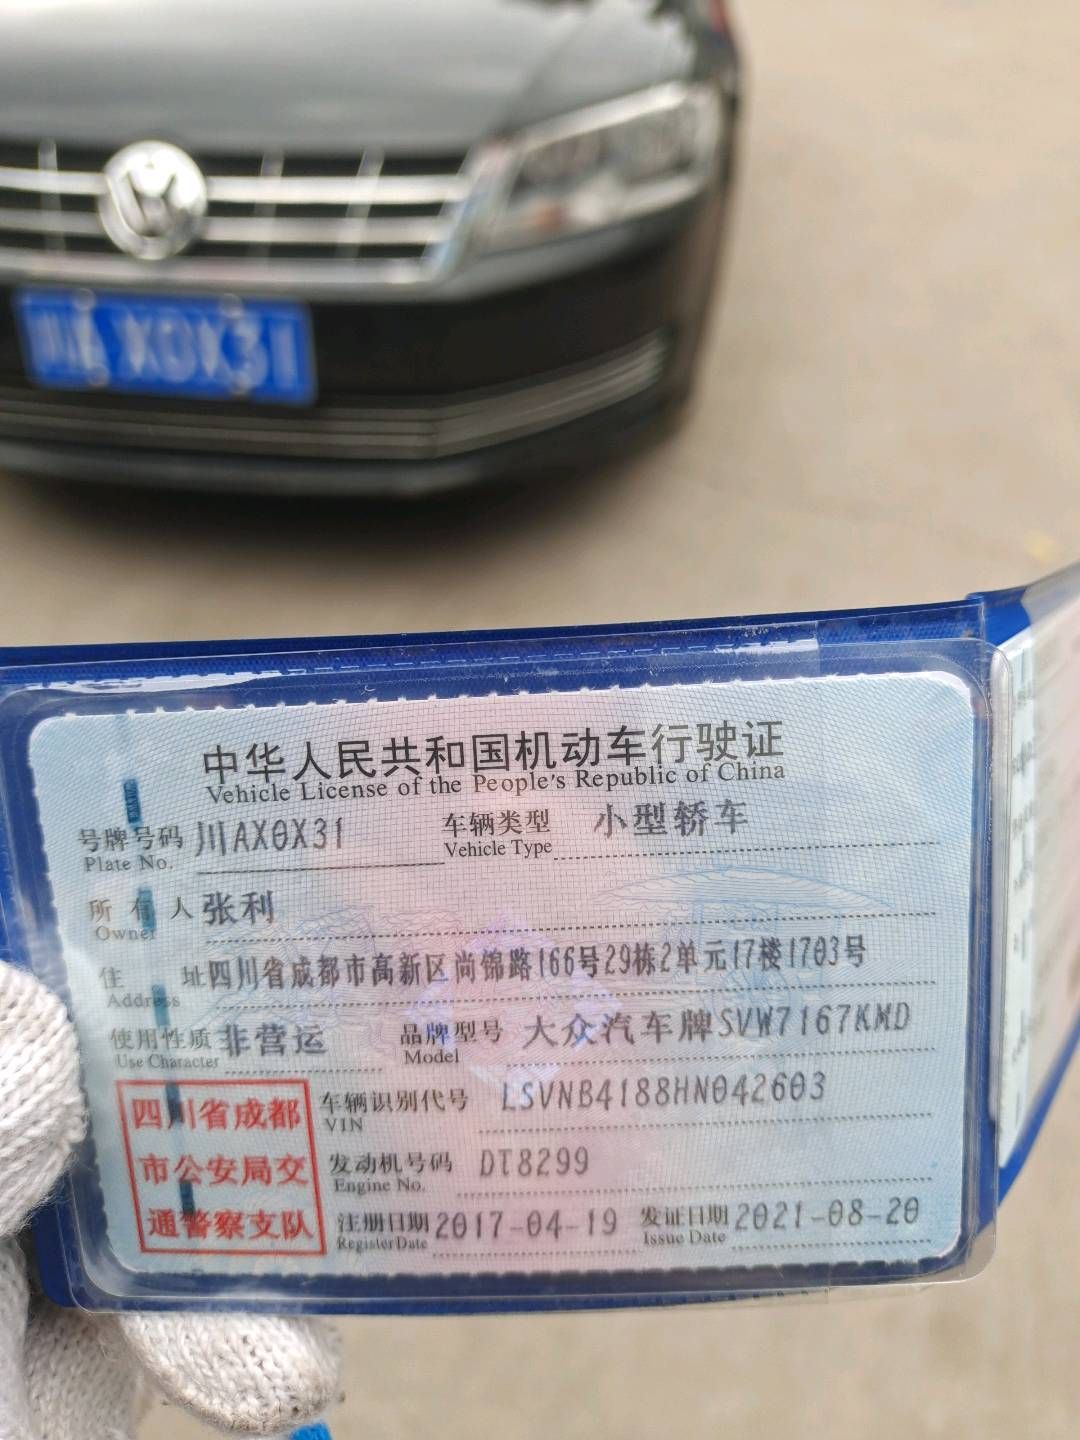 川A X0X31
中华人民共和国机动车行驶证
Vehicle License of the People's Republic of China
号牌号码 川AX0X31 车辆类型 小型轿车
Plate No. Vehicle Type
所有人 张利
Owner
住址 四川省成都市高新区尚锦路166号29栋2单元17楼1703号
Address
使用性质 非营运 品牌型号 大众汽车牌SVW7167KMD
Use Character Model
四川省成都
市公安局交
通警察支队
车辆识别代号 LSVNB4188HN042603
VIN
发动机号码 DT8299
Engine No.
注册日期 2017-04-19 发证日期 2021-08-20
Register Date Issue Date